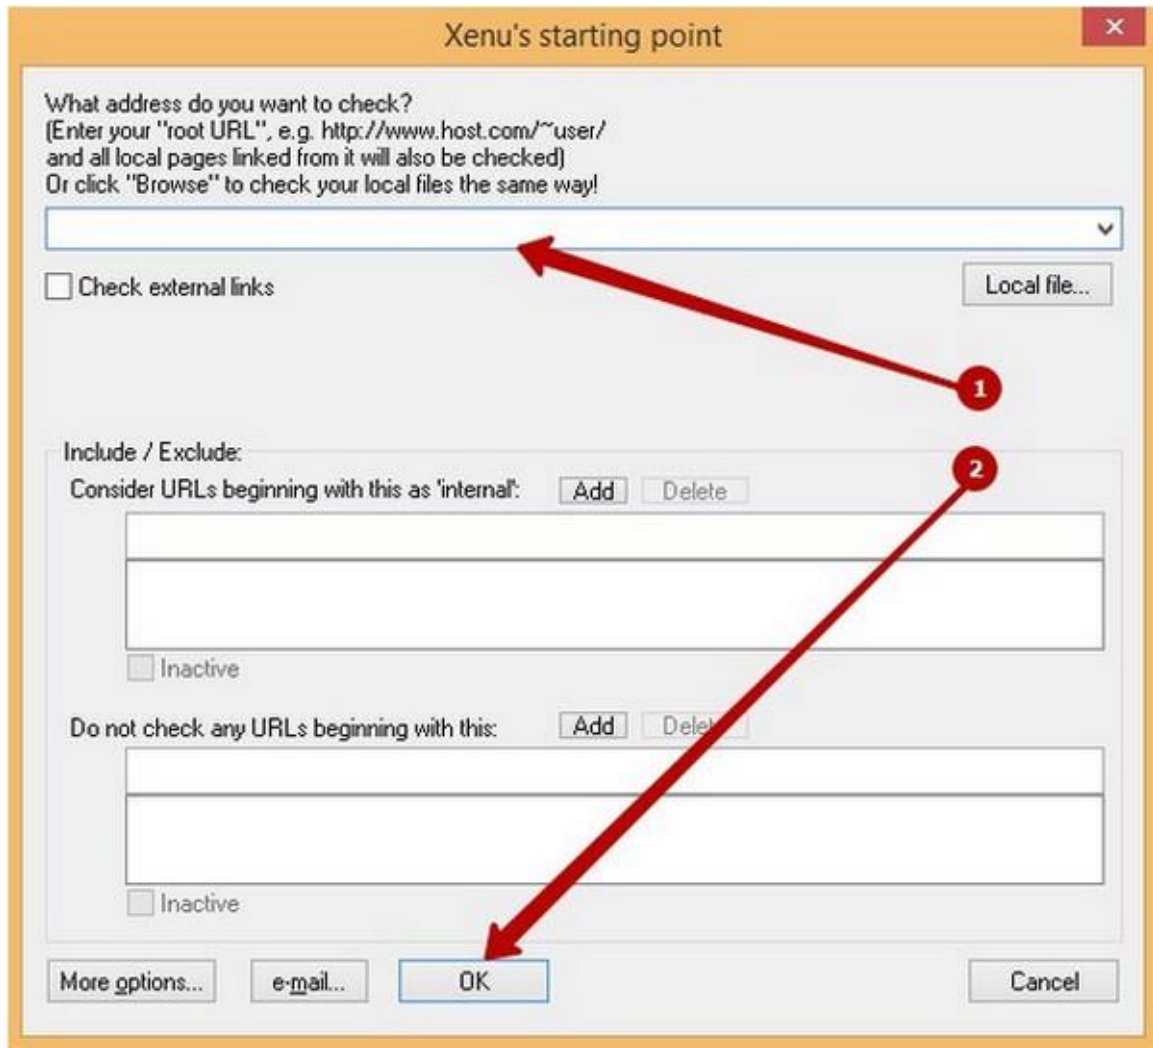 Xenu's starting point
What address do you want to check?
(Enter your "root URL", e.g. http://www.host.com/~user/
and all local pages linked from it will also be checked)
Or click "Browse" to check your local files the same way!
Check external links
Local file...
1
Include / Exclude:
2
Consider URLs beginning with this as 'internal': Add Delete
Inactive
Do not check any URLs beginning with this: Add Delete
Inactive
More options... e-mail... OK Cancel